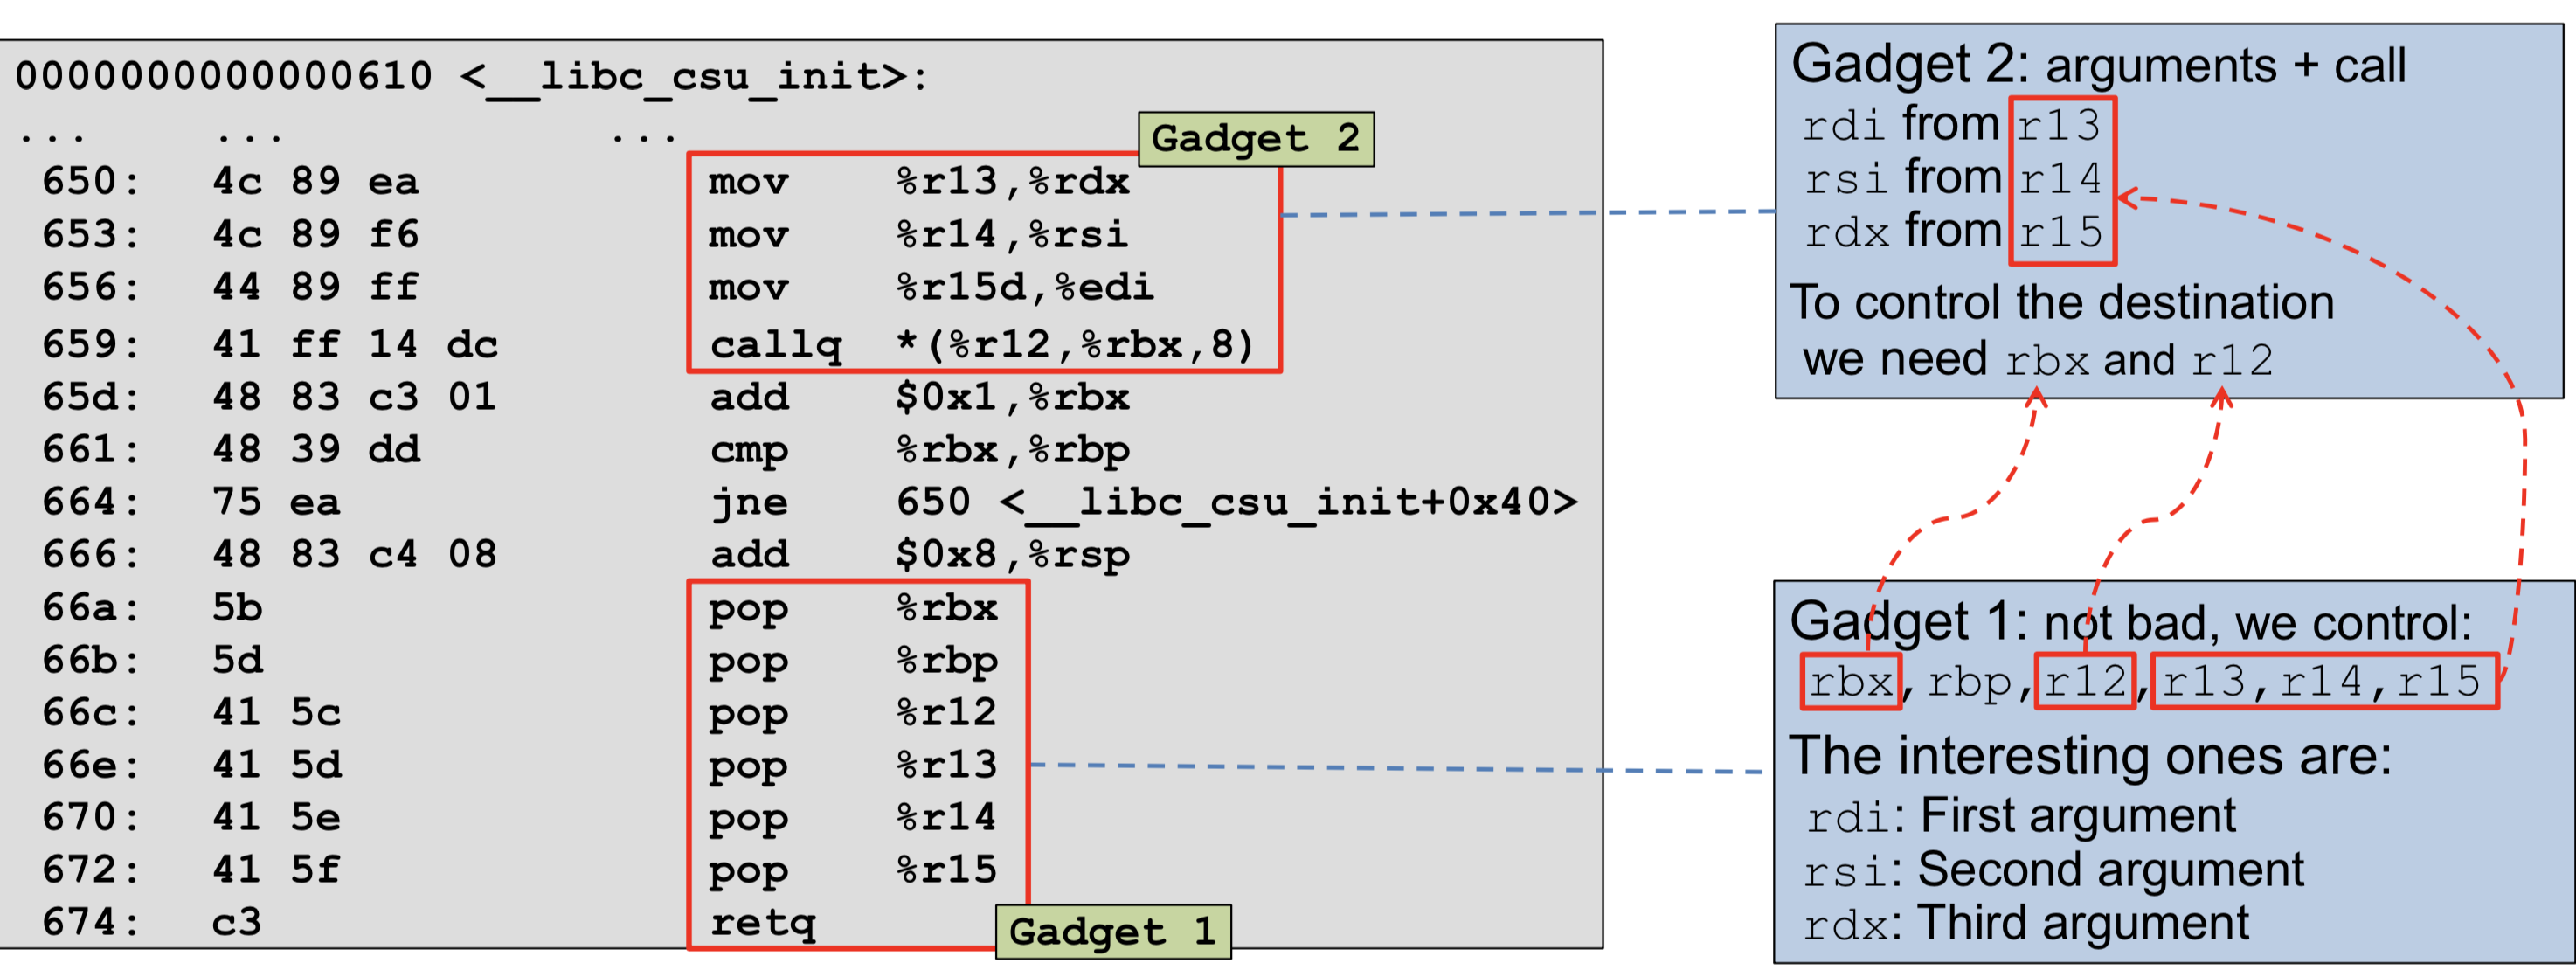 0000000000000610 <__libc_csu_init>:
... ... ...
Gadget 2
650: 4c 89 ea mov %r13,%rdx
653: 4c 89 f6 mov %r14,%rsi
656: 44 89 ff mov %r15d,%edi
659: 41 ff 14 dc callq *(%r12,%rbx,8)
65d: 48 83 c3 01 add $0x1,%rbx
661: 48 39 dd cmp %rbx,%rbp
664: 75 ea jne 650 <__libc_csu_init+0x40>
666: 48 83 c4 08 add $0x8,%rsp
66a: 5b pop %rbx
66b: 5d pop %rbp
66c: 41 5c pop %r12
66e: 41 5d pop %r13
670: 41 5e pop %r14
672: 41 5f pop %r15
674: c3 retq
Gadget 1
Gadget 2: arguments + call
rdi from r13
rsi from r14
rdx from r15
To control the destination
we need rbx and r12
Gadget 1: not bad, we control:
rbx, rbp, r12, r13, r14, r15
The interesting ones are:
rdi: First argument
rsi: Second argument
rdx: Third argument